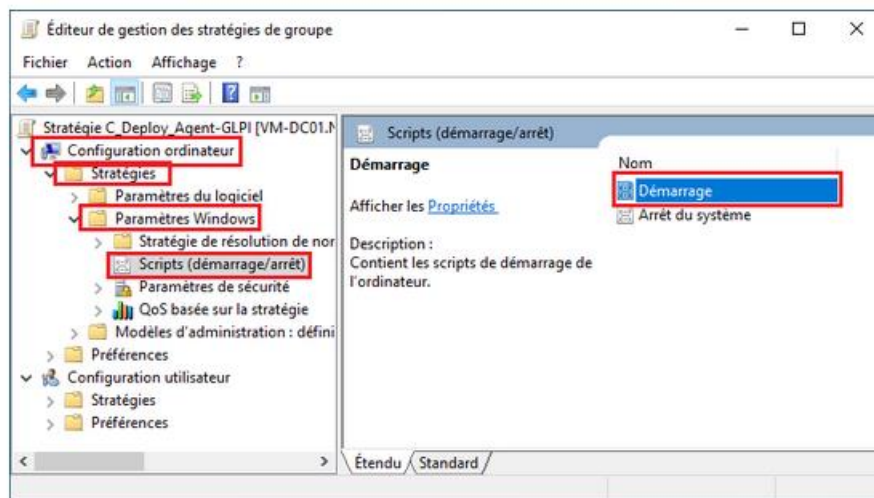 Éditeur de gestion des stratégies de groupe
Fichier Action Affichage ?
Stratégie C_Deploy_Agent-GLPI [VM-DC01.N
Configuration ordinateur
Stratégies
Paramètres du logiciel
Paramètres Windows
Stratégie de résolution de nor
Scripts (démarrage/arrêt)
Paramètres de sécurité
QoS basée sur la stratégie
Modèles d'administration : défini
Préférences
Configuration utilisateur
Stratégies
Préférences
Scripts (démarrage/arrêt)
Démarrage
Afficher les Propriétés
Description :
Contient les scripts de démarrage de
l'ordinateur.
Nom
Démarrage
Arrêt du système
Étendu Standard